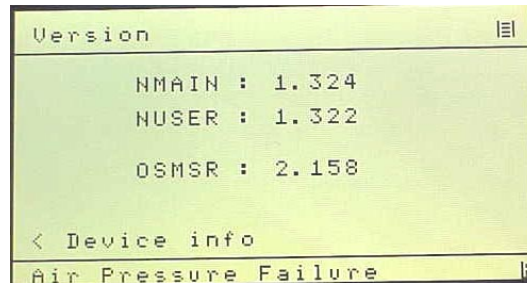 Version
NMAIN : 1.324
NUSER : 1.322
OSMSR : 2.158
< Device info
Air Pressure Failure